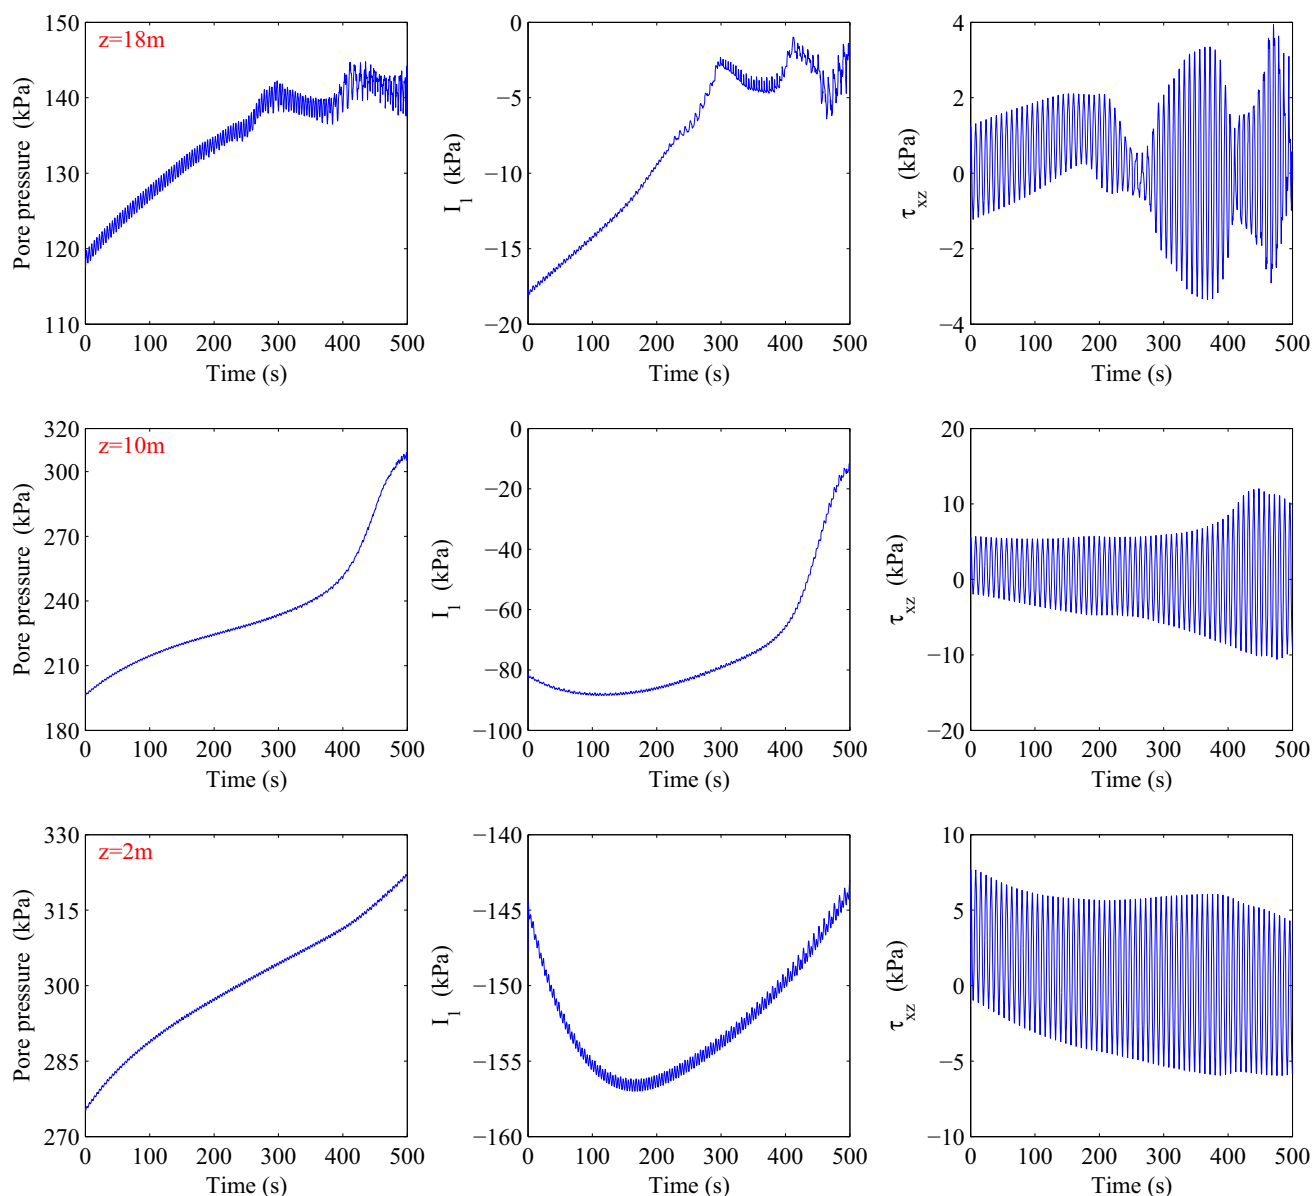 150
140
130
120
110
Pore pressure (kPa)
z=18m
0 100 200 300 400 500
Time (s)
0
−5
−10
−15
−20
I1 (kPa)
0 100 200 300 400 500
Time (s)
4
2
0
−2
−4
τxz (kPa)
0 100 200 300 400 500
Time (s)
320
300
270
240
210
180
Pore pressure (kPa)
z=10m
0 100 200 300 400 500
Time (s)
0
−20
−40
−60
−80
−100
I1 (kPa)
0 100 200 300 400 500
Time (s)
20
10
0
−10
−20
τxz (kPa)
0 100 200 300 400 500
Time (s)
330
315
300
285
270
Pore pressure (kPa)
z=2m
0 100 200 300 400 500
Time (s)
−140
−145
−150
−155
−160
I1 (kPa)
0 100 200 300 400 500
Time (s)
10
5
0
−5
−10
τxz (kPa)
0 100 200 300 400 500
Time (s)